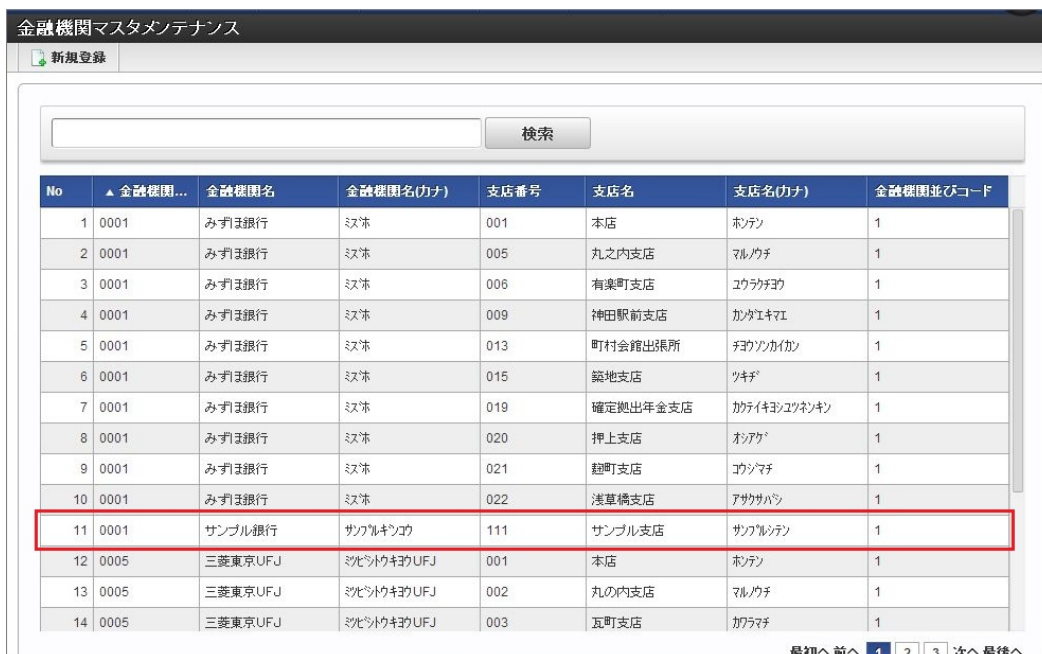 金融機関マスタメンテナンス
新規登録
検索
No ▲ 金融機関... 金融機関名 金融機関名(カナ) 支店番号 支店名 支店名(カナ) 金融機関並びコード
1 0001 みずほ銀行 ﾐｽﾞﾎ 001 本店 ﾎﾝﾃﾝ 1
2 0001 みずほ銀行 ﾐｽﾞﾎ 005 丸之内支店 ﾏﾙﾉｳﾁ 1
3 0001 みずほ銀行 ﾐｽﾞﾎ 006 有楽町支店 ﾕｳﾗｸﾁﾖｳ 1
4 0001 みずほ銀行 ﾐｽﾞﾎ 009 神田駅前支店 ｶﾝﾀﾞｴｷﾏｴ 1
5 0001 みずほ銀行 ﾐｽﾞﾎ 013 町村会館出張所 ﾁﾖｳｿﾝｶｲｶﾝ 1
6 0001 みずほ銀行 ﾐｽﾞﾎ 015 築地支店 ﾂｷﾁﾞ 1
7 0001 みずほ銀行 ﾐｽﾞﾎ 019 確定拠出年金支店 ｶｸﾃｲｷﾖｼﾕﾂﾈﾝｷﾝ 1
8 0001 みずほ銀行 ﾐｽﾞﾎ 020 押上支店 ｵｼｱｹﾞ 1
9 0001 みずほ銀行 ﾐｽﾞﾎ 021 麹町支店 ｺｳｼﾞﾏﾁ 1
10 0001 みずほ銀行 ﾐｽﾞﾎ 022 浅草橋支店 ｱｻｸｻﾊﾞｼ 1
11 0001 サンプル銀行 ｻﾝﾌﾟﾙｷﾞﾝｺｳ 111 サンプル支店 ｻﾝﾌﾟﾙｼﾃﾝ 1
12 0005 三菱東京UFJ ﾐﾂﾋﾞｼﾄｳｷﾖｳUFJ 001 本店 ﾎﾝﾃﾝ 1
13 0005 三菱東京UFJ ﾐﾂﾋﾞｼﾄｳｷﾖｳUFJ 002 丸の内支店 ﾏﾙﾉｳﾁ 1
14 0005 三菱東京UFJ ﾐﾂﾋﾞｼﾄｳｷﾖｳUFJ 003 瓦町支店 ｶﾜﾗﾏﾁ 1
最初へ 前へ 1 2 3 次へ 最後へ